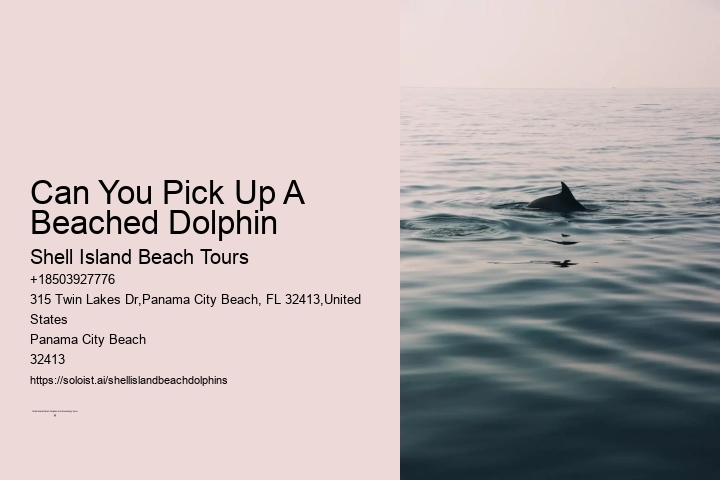 Can You Pick Up A
Beached Dolphin
Shell Island Beach Tours
+18503927776
315 Twin Lakes Dr,Panama City Beach, FL 32413,United
States
Panama City Beach
32413
https://soloist.ai/shellislandbeachdolphins